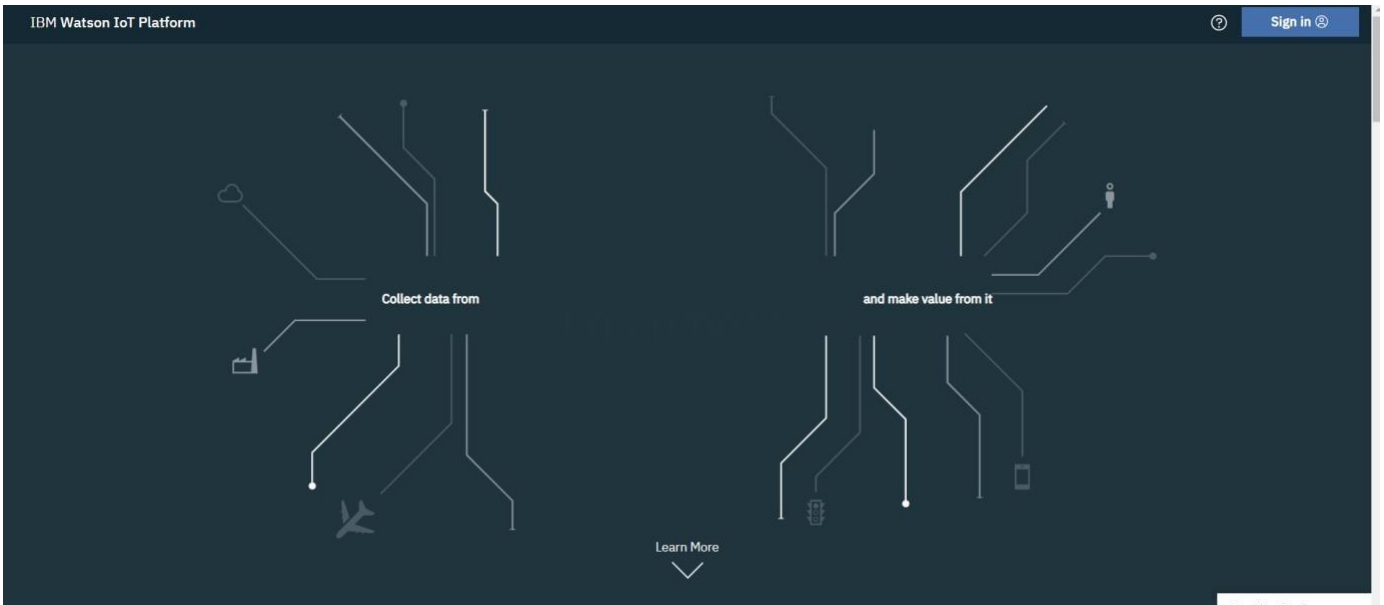 IBM Watson IoT Platform
Sign in
Collect data from
and make value from it
Learn More